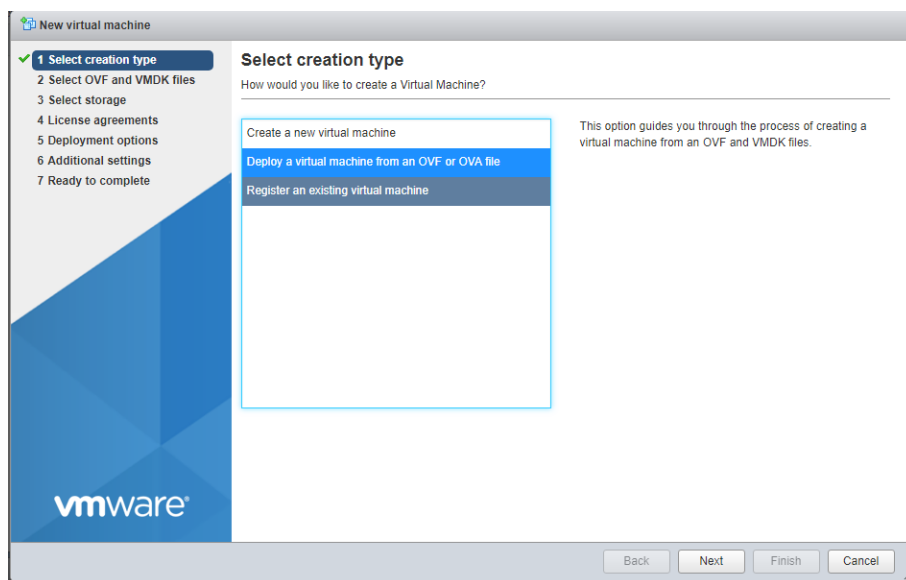 New virtual machine
1 Select creation type
2 Select OVF and VMDK files
3 Select storage
4 License agreements
5 Deployment options
6 Additional settings
7 Ready to complete
Select creation type
How would you like to create a Virtual Machine?
Create a new virtual machine
Deploy a virtual machine from an OVF or OVA file
Register an existing virtual machine
This option guides you through the process of creating a
virtual machine from an OVF and VMDK files.
vmware®
Back
Next
Finish
Cancel